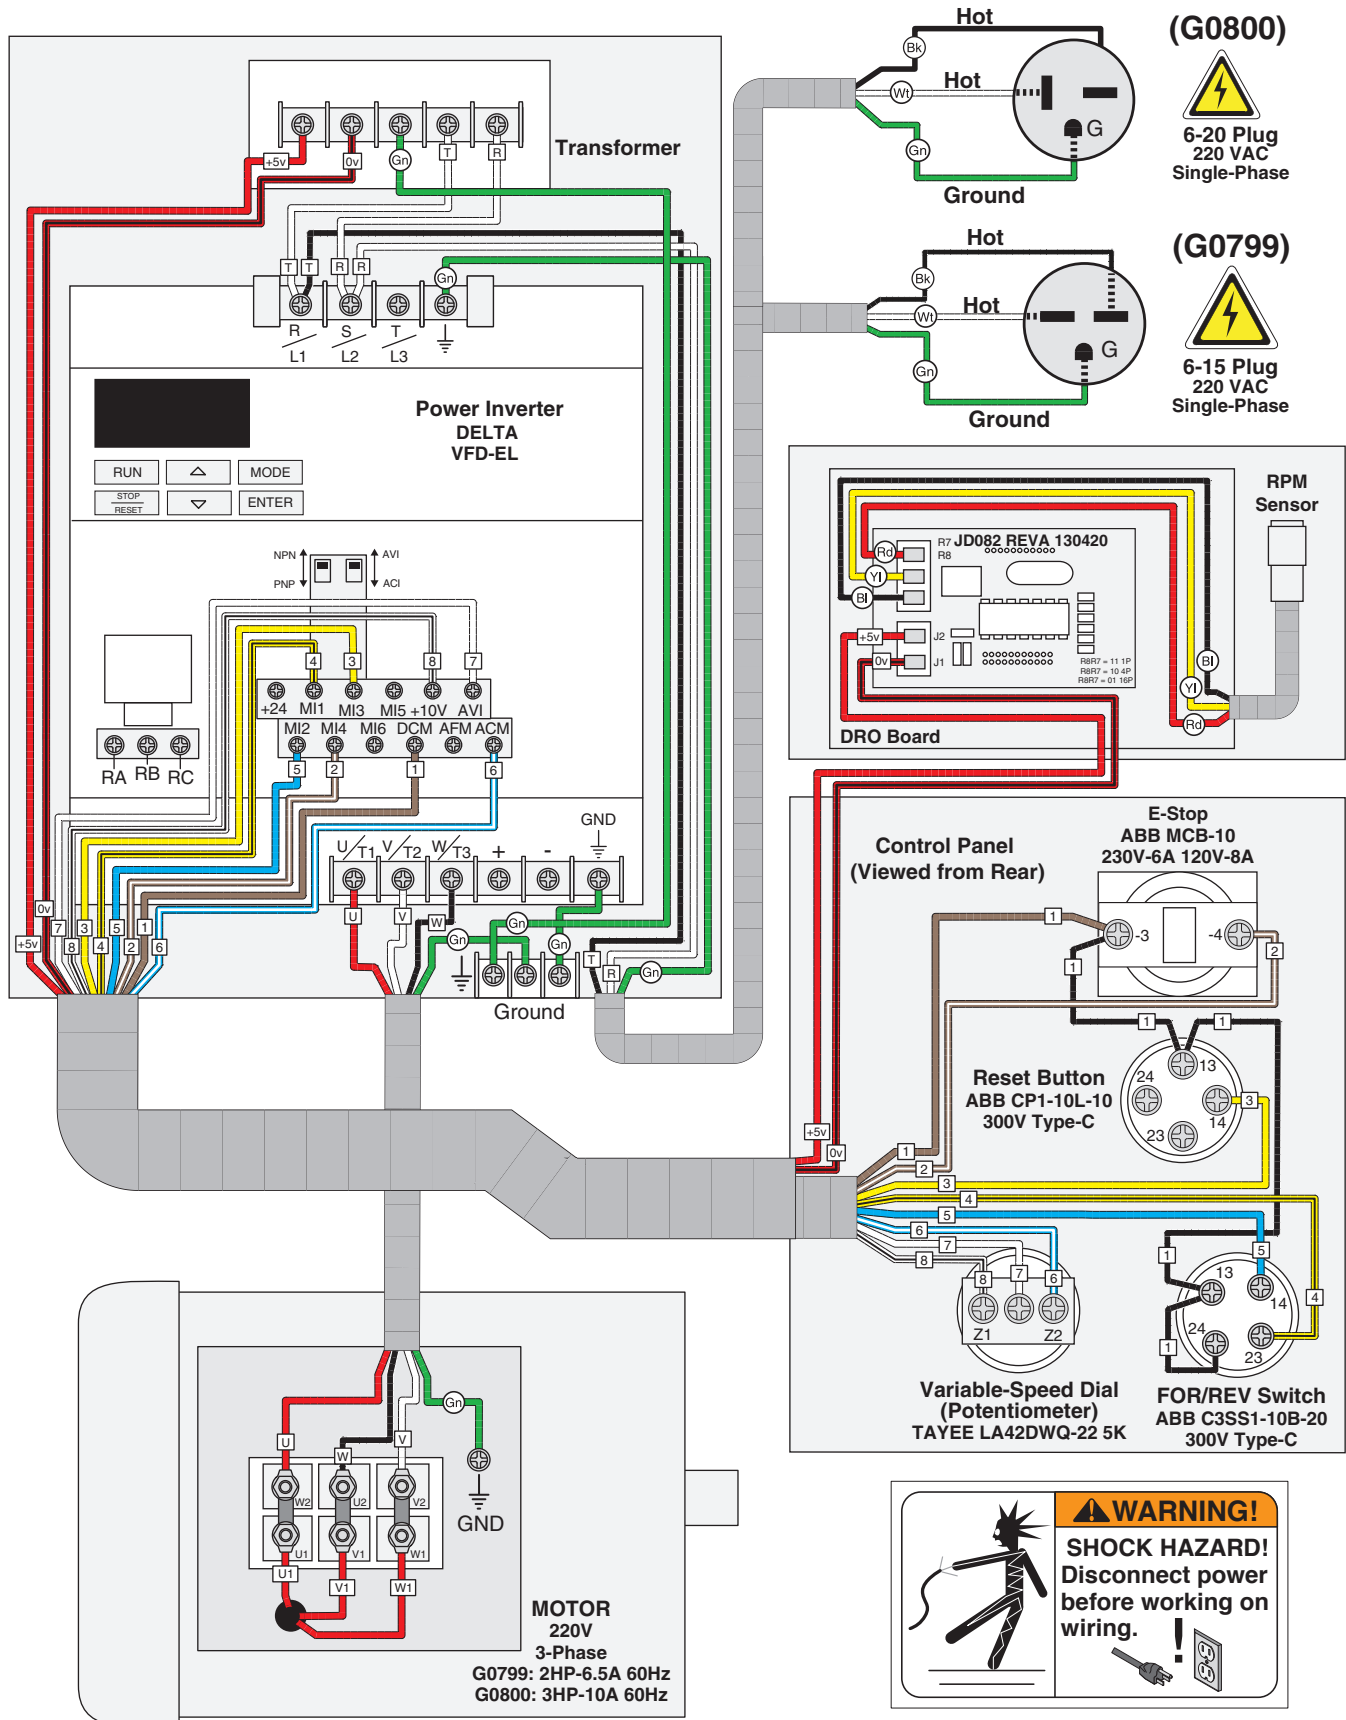 Hot
(G0800)
Bk
Hot
Wt
G
6-20 Plug
220 VAC
Single-Phase
Gn
Ground
Transformer
+5v
0v
Gn
T
R
Hot
(G0799)
Bk
Hot
Wt
G
6-15 Plug
220 VAC
Single-Phase
Gn
Ground
T
T
R
R
Gn
R
S
T
L1
L2
L3
Power Inverter
DELTA
VFD-EL
RUN
MODE
STOP
RESET
ENTER
NPN
AVI
PNP
ACI
4
3
8
7
+24
MI1
MI3
MI5
+10V
AVI
MI2
MI4
MI6
DCM
AFM
ACM
5
2
1
6
RA
RB
RC
RPM
Sensor
R7
R8
JD082 REVA 130420
Rd
Yl
Bl
+5v
J2
0v
J1
R8R7 = 11 1P
R8R7 = 10 4P
R8R7 = 01 16P
Bl
Yl
Rd
DRO Board
GND
U
T1
V
T2
W
T3
+
-
U
V
W
Gn
Gn
Gn
T
R
Gn
Ground
+5v
0v
7
8
3
4
5
2
1
6
Control Panel
(Viewed from Rear)
E-Stop
ABB MCB-10
230V-6A 120V-8A
1
-3
-4
2
1
1
1
Reset Button
ABB CP1-10L-10
300V Type-C
13
24
14
23
3
+5v
0v
1
2
3
4
5
6
7
8
8
7
6
Z1
Z2
1
5
13
14
4
24
23
1
Variable-Speed Dial
(Potentiometer)
TAYEE LA42DWQ-22 5K
FOR/REV Switch
ABB C3SS1-10B-20
300V Type-C
Gn
U
W
V
W2
U2
V2
U1
V1
W1
U1
V1
W1
GND
MOTOR
220V
3-Phase
G0799: 2HP-6.5A 60Hz
G0800: 3HP-10A 60Hz
WARNING!
SHOCK HAZARD!
Disconnect power
before working on
wiring.
!